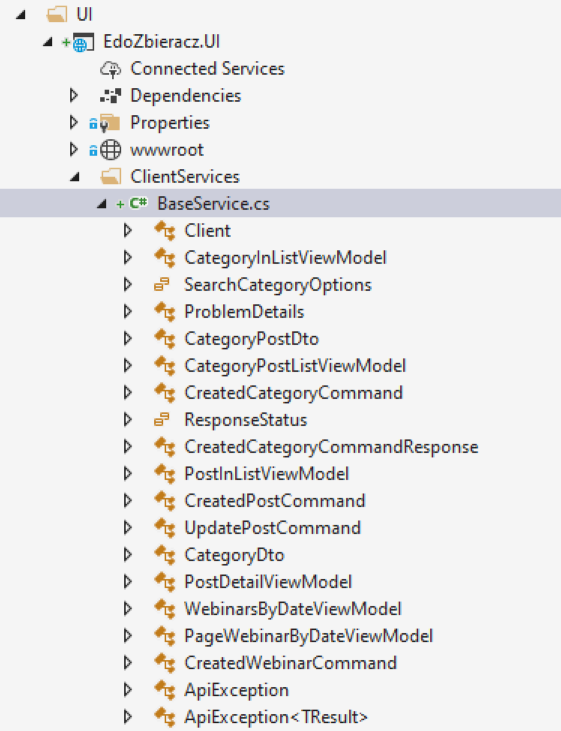 UI
EdoZbieracz.UI
Connected Services
Dependencies
Properties
wwwroot
ClientServices
C# BaseService.cs
Client
CategoryInListViewModel
SearchCategoryOptions
ProblemDetails
CategoryPostDto
CategoryPostListViewModel
CreatedCategoryCommand
ResponseStatus
CreatedCategoryCommandResponse
PostInListViewModel
CreatedPostCommand
UpdatePostCommand
CategoryDto
PostDetailViewModel
WebinarsByDateViewModel
PageWebinarByDateViewModel
CreatedWebinarCommand
ApiException
ApiException<TResult>